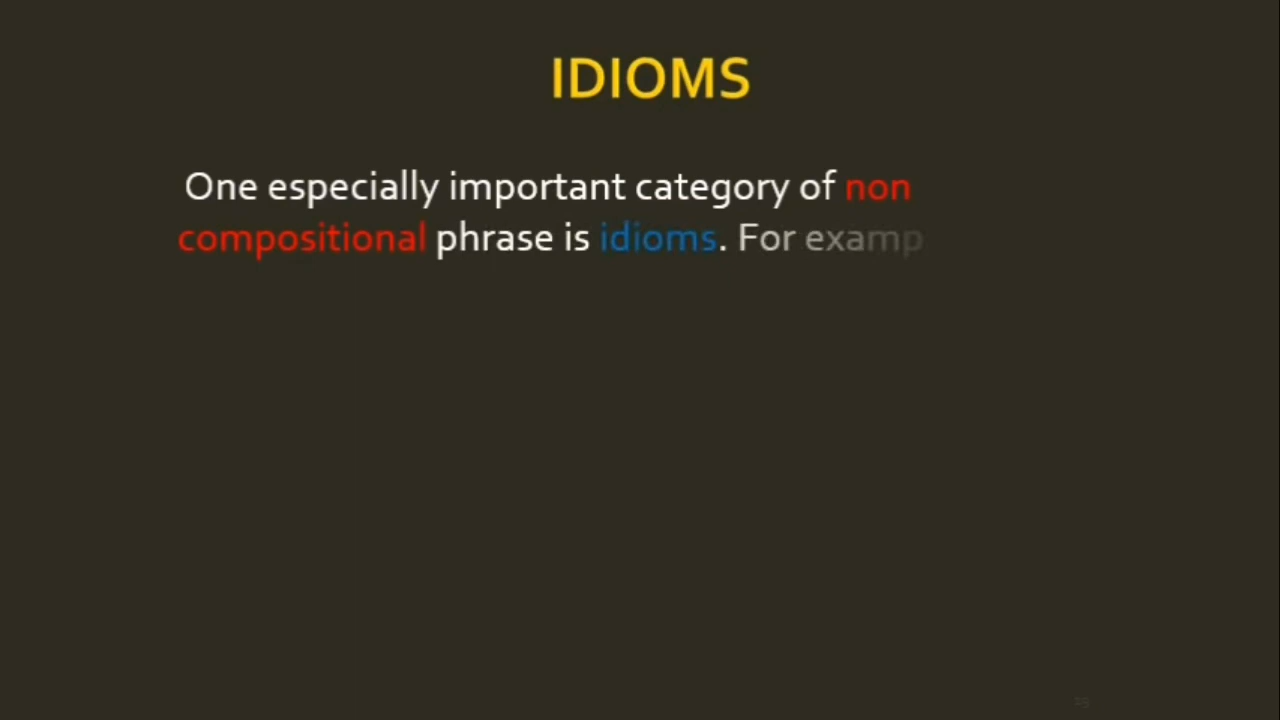 IDIOMS
One especially important category of non
compositional phrase is idioms. For examp